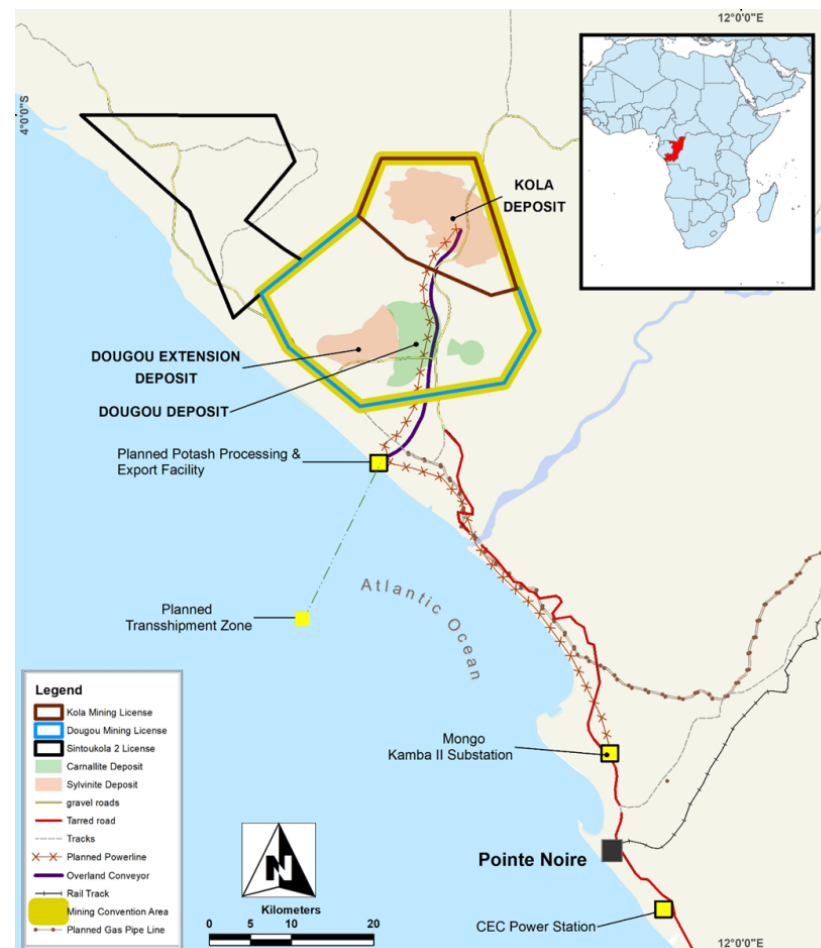 12°0'0"E
4°0'0"S
KOLA
DEPOSIT
DOUGOU EXTENSION
DEPOSIT
DOUGOU DEPOSIT
Planned Potash Processing &
Export Facility
Planned
Transshipment Zone
Atlantic Ocean
Mongo
Kamba II Substation
Pointe Noire
CEC Power Station
Legend
Kola Mining License
Dougou Mining License
Sintoukola 2 License
Carnallite Deposit
Sylvinite Deposit
gravel roads
Tarred road
Tracks
Planned Powerline
Overland Conveyor
Rail Track
Mining Convention Area
Planned Gas Pipe Line
N
Kilometers
0 5 10 20
12°0'0"E